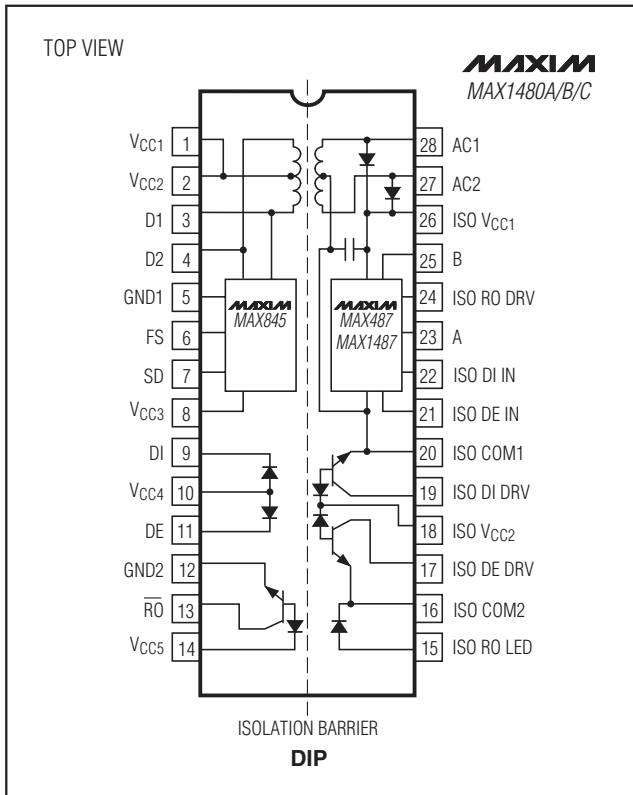 TOP VIEW
MAXIM
MAX1480A/B/C
VCC1 1
VCC2 2
D1 3
D2 4
GND1 5
FS 6
SD 7
VCC3 8
DI 9
VCC4 10
DE 11
GND2 12
R̅O̅ 13
VCC5 14
MAXIM
MAX845
MAXIM
MAX487
MAX1487
28 AC1
27 AC2
26 ISO VCC1
25 B
24 ISO RO DRV
23 A
22 ISO DI IN
21 ISO DE IN
20 ISO COM1
19 ISO DI DRV
18 ISO VCC2
17 ISO DE DRV
16 ISO COM2
15 ISO RO LED
ISOLATION BARRIER
DIP